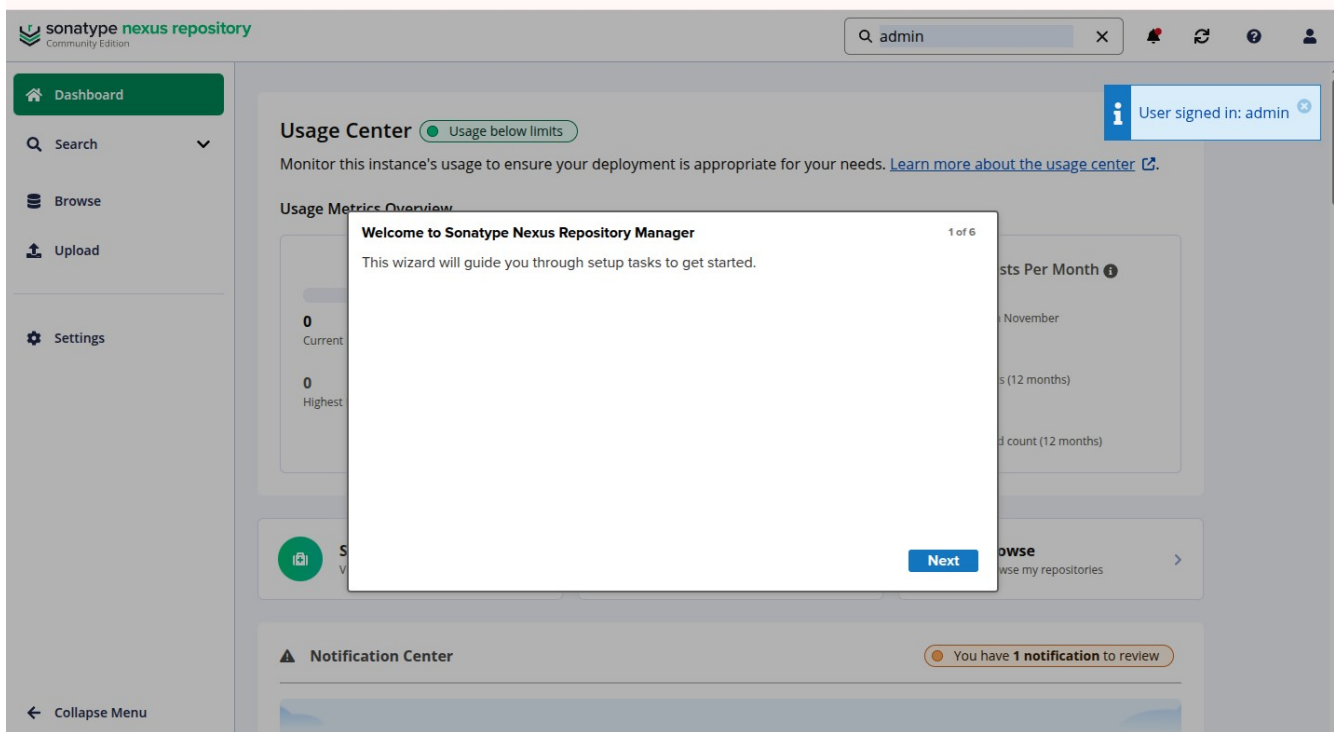 sonatype nexus repository
Community Edition
admin
Dashboard
Search
Browse
Upload
Settings
Collapse Menu
User signed in: admin
Usage Center
Usage below limits
Monitor this instance's usage to ensure your deployment is appropriate for your needs. Learn more about the usage center.
Usage Metrics Overview
Welcome to Sonatype Nexus Repository Manager
1 of 6
This wizard will guide you through setup tasks to get started.
Next
0
Current
0
Highest
sts Per Month
November
s (12 months)
d count (12 months)
S
V
owse
wse my repositories
Notification Center
You have 1 notification to review